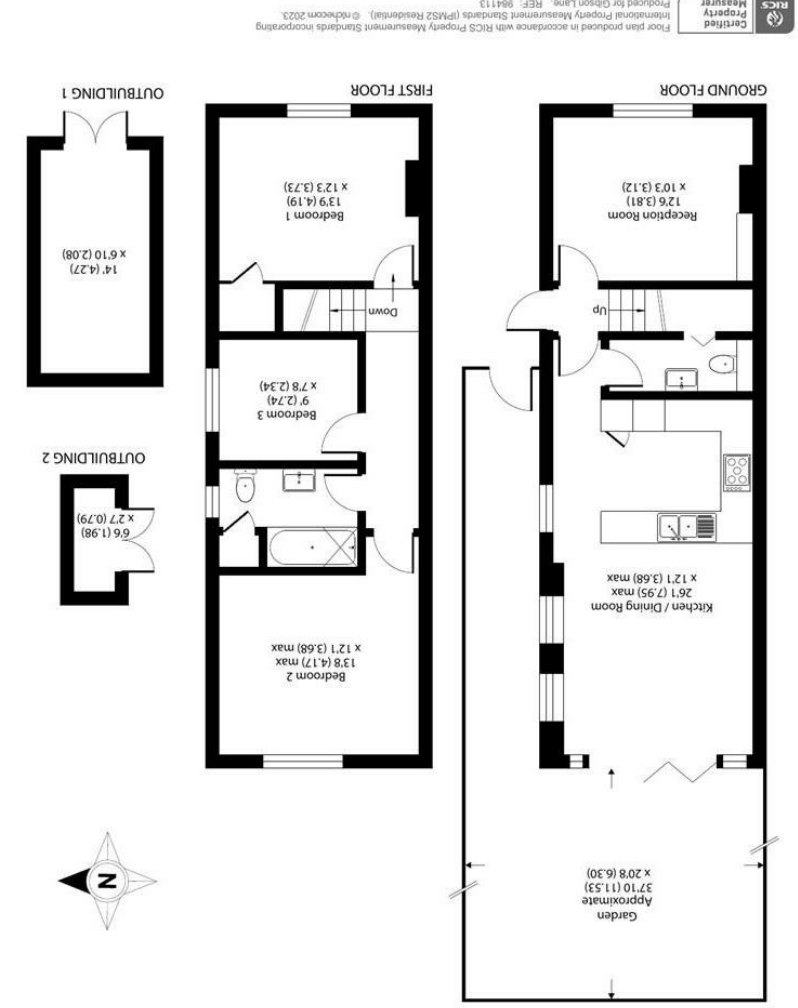 Garden
Approximate
37'10 (11.53)
x 20'8 (6.30)
N
Bedroom 2
13'8 (4.17) max
x 12'1 (3.68) max
Kitchen / Dining Room
26'1 (7.95) max
x 12'1 (3.68) max
6'6 (1.98)
x 2'7 (0.79)
OUTBUILDING 2
Bedroom 3
9' (2.74)
x 7'8 (2.34)
Down
Up
14' (4.27)
x 6'10 (2.08)
Bedroom 1
13'9 (4.19)
x 12'3 (3.73)
Reception Room
12'6 (3.81)
x 10'3 (3.12)
OUTBUILDING 1
FIRST FLOOR
GROUND FLOOR
RICS
Certified
Property
Measurer
Floor plan produced in accordance with RICS Property Measurement Standards incorporating
International Property Measurement Standards (IPMS2 Residential). © nichecom 2023.
Produced for Gibson Lane. REF: 984113